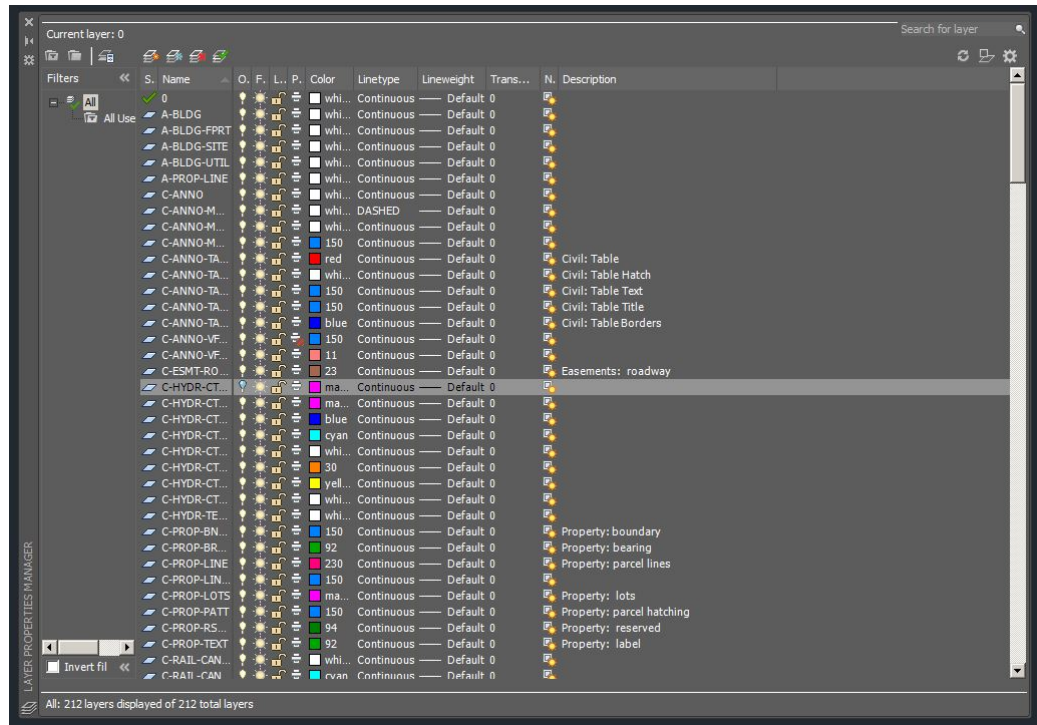 Current layer: 0
Search for layer
Filters
S. Name O. F. L.. P. Color Linetype Lineweight Trans... N. Description
All
All Use
0 whi... Continuous Default 0
A-BLDG whi... Continuous Default 0
A-BLDG-FPRT whi... Continuous Default 0
A-BLDG-SITE whi... Continuous Default 0
A-BLDG-UTIL whi... Continuous Default 0
A-PROP-LINE whi... Continuous Default 0
C-ANNO whi... Continuous Default 0
C-ANNO-M... whi... DASHED Default 0
C-ANNO-M... whi... Continuous Default 0
C-ANNO-M... 150 Continuous Default 0
C-ANNO-TA... red Continuous Default 0 Civil: Table
C-ANNO-TA... whi... Continuous Default 0 Civil: Table Hatch
C-ANNO-TA... 150 Continuous Default 0 Civil: Table Text
C-ANNO-TA... 150 Continuous Default 0 Civil: Table Title
C-ANNO-TA... blue Continuous Default 0 Civil: Table Borders
C-ANNO-VF... 150 Continuous Default 0
C-ANNO-VF... 11 Continuous Default 0
C-ESMT-RO... 23 Continuous Default 0 Easements: roadway
C-HYDR-CT... ma... Continuous Default 0
C-HYDR-CT... ma... Continuous Default 0
C-HYDR-CT... blue Continuous Default 0
C-HYDR-CT... cyan Continuous Default 0
C-HYDR-CT... whi... Continuous Default 0
C-HYDR-CT... 30 Continuous Default 0
C-HYDR-CT... yell... Continuous Default 0
C-HYDR-CT... whi... Continuous Default 0
C-HYDR-TE... whi... Continuous Default 0
C-PROP-BN... 150 Continuous Default 0 Property: boundary
C-PROP-BR... 92 Continuous Default 0 Property: bearing
C-PROP-LINE 230 Continuous Default 0 Property: parcel lines
C-PROP-LIN... 150 Continuous Default 0
C-PROP-LOTS ma... Continuous Default 0 Property: lots
C-PROP-PATT 150 Continuous Default 0 Property: parcel hatching
C-PROP-RS... 94 Continuous Default 0 Property: reserved
C-PROP-TEXT 92 Continuous Default 0 Property: label
C-RAIL-CAN... whi... Continuous Default 0
C-RAIL-CAN... cyan Continuous Default 0
Invert fil
LAYER PROPERTIES MANAGER
All: 212 layers displayed of 212 total layers